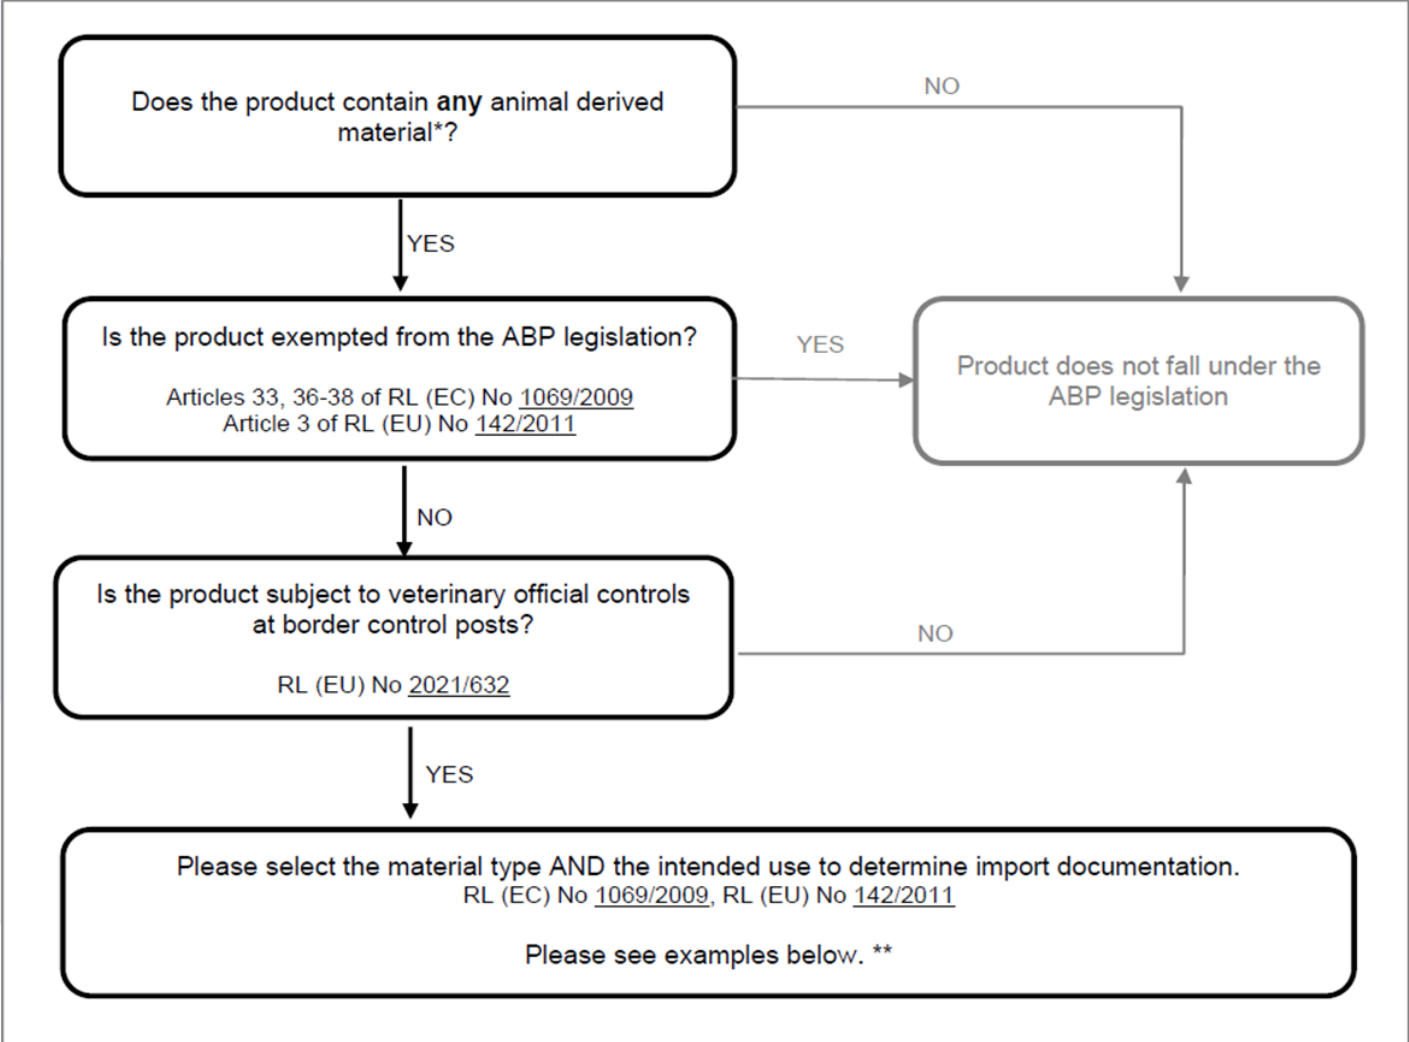 Does the product contain any animal derived
material*?
NO
YES
Is the product exempted from the ABP legislation?
Articles 33, 36-38 of RL (EC) No 1069/2009
Article 3 of RL (EU) No 142/2011
YES
Product does not fall under the
ABP legislation
NO
Is the product subject to veterinary official controls
at border control posts?
RL (EU) No 2021/632
NO
YES
Please select the material type AND the intended use to determine import documentation.
RL (EC) No 1069/2009, RL (EU) No 142/2011
Please see examples below. **